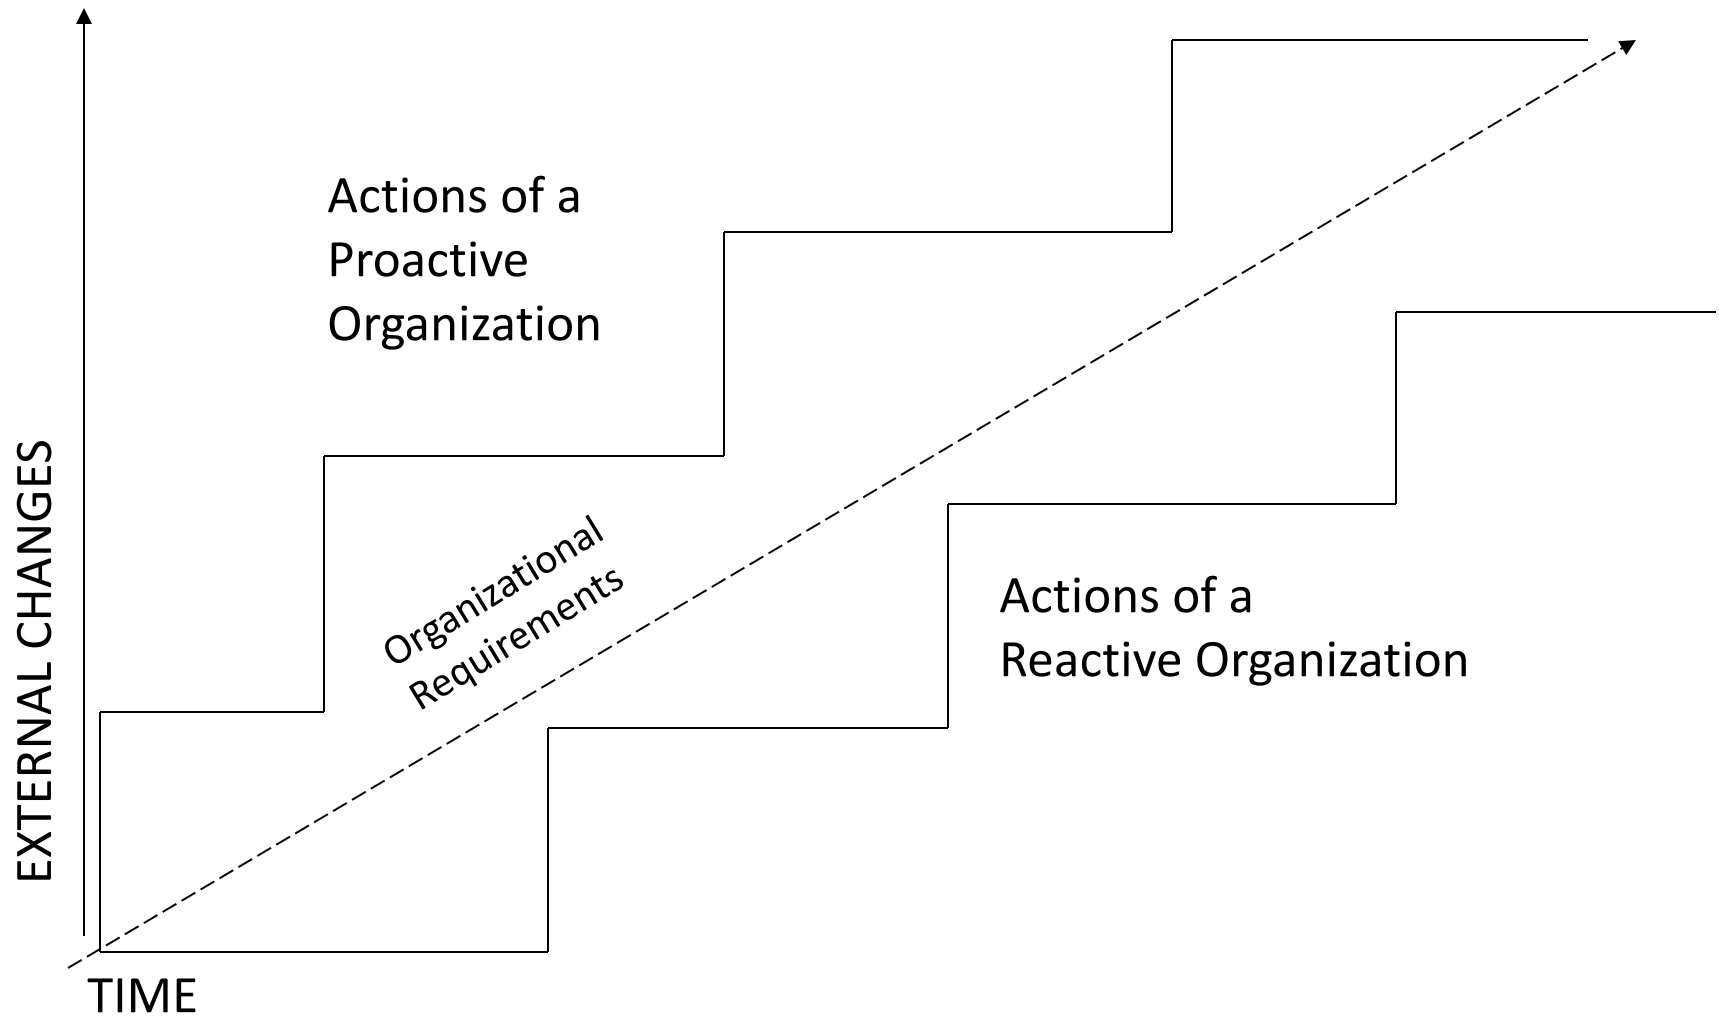 Actions of a
Proactive
Organization
EXTERNAL CHANGES
Organizational
Requirements
Actions of a
Reactive Organization
TIME